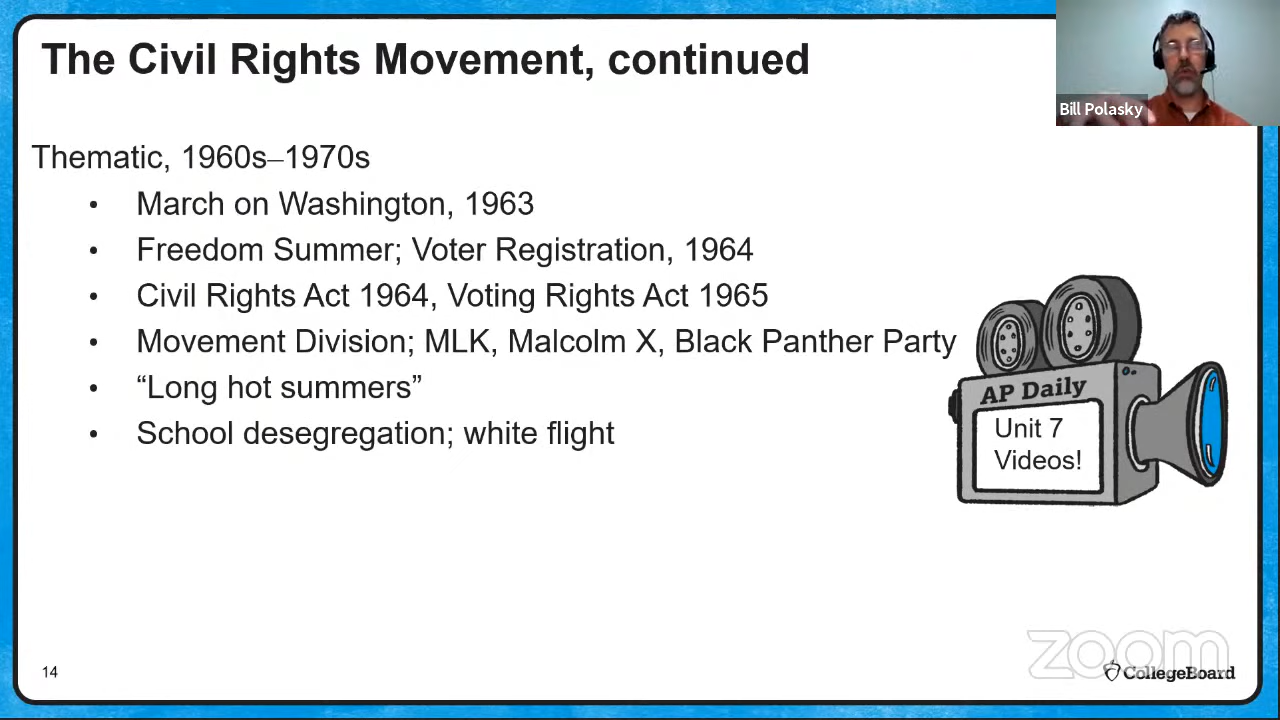 The Civil Rights Movement, continued
Bill Polasky
Thematic, 1960s–1970s
• March on Washington, 1963
• Freedom Summer; Voter Registration, 1964
• Civil Rights Act 1964, Voting Rights Act 1965
• Movement Division; MLK, Malcolm X, Black Panther Party
• “Long hot summers”
• School desegregation; white flight
AP Daily
Unit 7
Videos!
zoom
14
CollegeBoard